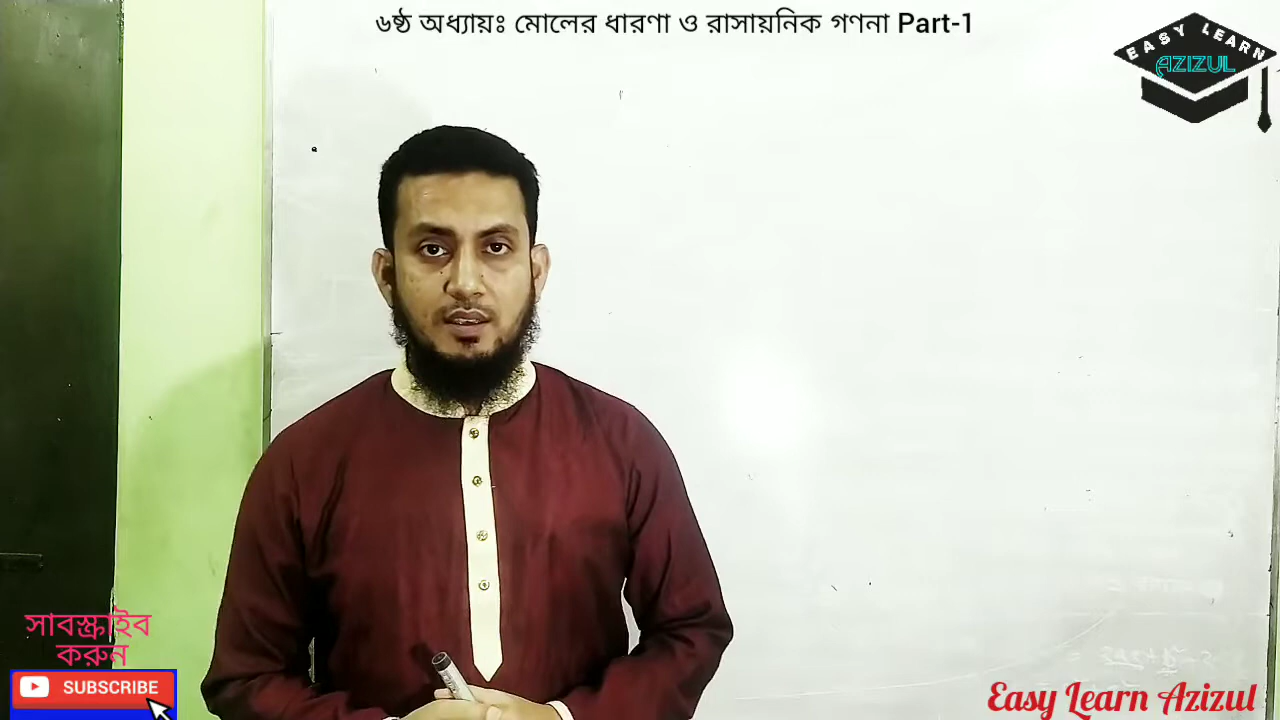 ৬ষ্ঠ অধ্যায়ঃ মোলের ধারণা ও রাসায়নিক গণনা Part-1
EASY LEARN
AZIZUL
সাবস্ক্রাইব
করুন
SUBSCRIBE
Easy Learn Azizul